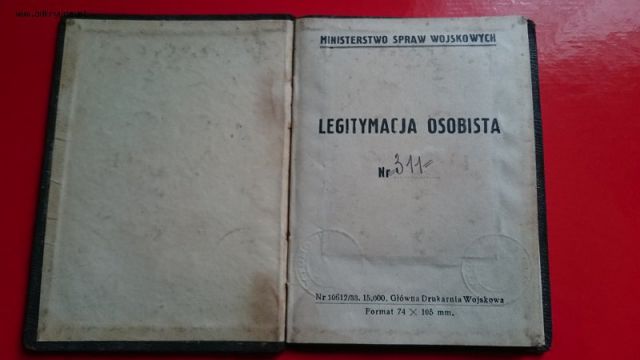 MINISTERSTWO SPRAW WOJSKOWYCH
LEGITYMACJA OSOBISTA
Nr =311=
Nr 10612/33. 15.000. Główna Drukarnia Wojskowa
Format 74 × 105 mm.